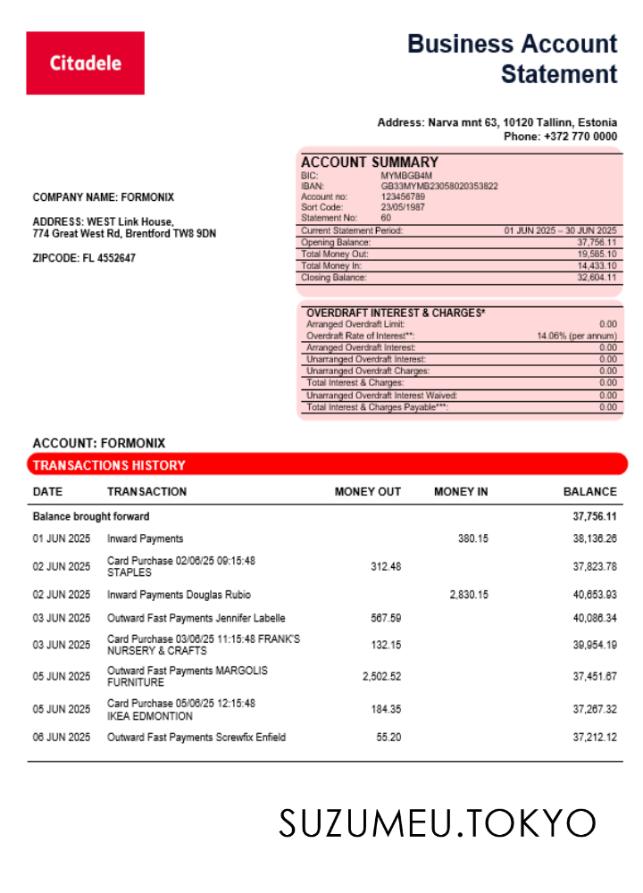 Citadele
Business Account
Statement
Address: Narva mnt 63, 10120 Tallinn, Estonia
Phone: +372 770 0000
COMPANY NAME: FORMONIX
ADDRESS: WEST Link House,
774 Great West Rd, Brentford TW8 9DN
ZIPCODE: FL 4552647
ACCOUNT SUMMARY
BIC: MYMBGB4M
IBAN: GB33MYMB23058020353822
Account no: 123456789
Sort Code: 23/05/1987
Statement No: 60
Current Statement Period: 01 JUN 2025 – 30 JUN 2025
Opening Balance: 37,756.11
Total Money Out: 19,585.10
Total Money In: 14,433.10
Closing Balance: 32,604.11
OVERDRAFT INTEREST & CHARGES*
Arranged Overdraft Limit: 0.00
Overdraft Rate of Interest**: 14.06% (per annum)
Arranged Overdraft Interest: 0.00
Unarranged Overdraft Interest: 0.00
Unarranged Overdraft Charges: 0.00
Total Interest & Charges: 0.00
Unarranged Overdraft Interest Waived: 0.00
Total Interest & Charges Payable***: 0.00
ACCOUNT: FORMONIX
TRANSACTIONS HISTORY
DATE TRANSACTION MONEY OUT MONEY IN BALANCE
Balance brought forward 37,756.11
01 JUN 2025 Inward Payments 380.15 38,136.26
02 JUN 2025 Card Purchase 02/06/25 09:15:48 312.48 37,823.78
STAPLES
02 JUN 2025 Inward Payments Douglas Rubio 2,830.15 40,653.93
03 JUN 2025 Outward Fast Payments Jennifer Labelle 567.59 40,086.34
03 JUN 2025 Card Purchase 03/06/25 11:15:48 FRANK'S 132.15 39,954.19
NURSERY & CRAFTS
05 JUN 2025 Outward Fast Payments MARGOLIS 2,502.52 37,451.67
FURNITURE
05 JUN 2025 Card Purchase 05/06/25 12:15:48 184.35 37,267.32
IKEA EDMONTION
06 JUN 2025 Outward Fast Payments Screwfix Enfield 55.20 37,212.12
SUZUMEU.TOKYO